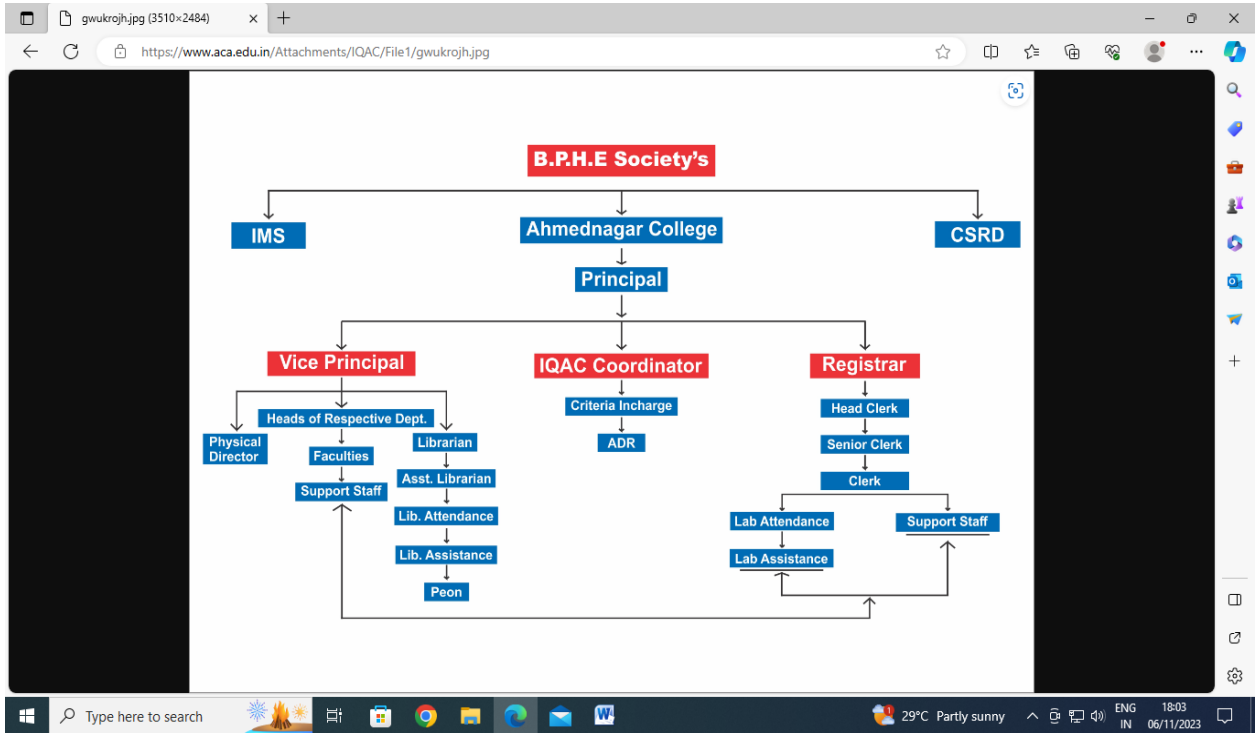 gwukrojh.jpg (3510×2484)
https://www.aca.edu.in/Attachments/IQAC/File1/gwukrojh.jpg
B.P.H.E Society's
IMS
Ahmednagar College
CSRD
Principal
Vice Principal
IQAC Coordinator
Registrar
Physical
Director
Heads of Respective Dept.
Faculties
Support Staff
Librarian
Asst. Librarian
Lib. Attendance
Lib. Assistance
Peon
Criteria Incharge
ADR
Head Clerk
Senior Clerk
Clerk
Lab Attendance
Lab Assistance
Support Staff
Type here to search
1
29°C Partly sunny
ENG
IN
18:03
06/11/2023